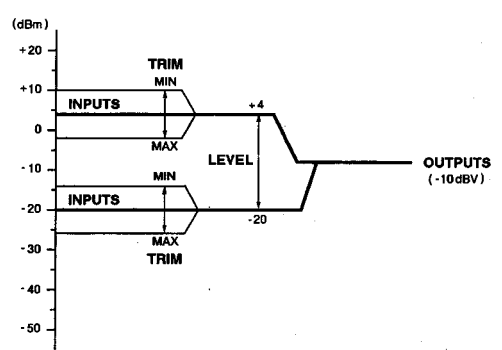 (dBm)
+20
+10
0
-10
-20
-30
-40
-50
TRIM
MIN
INPUTS
MAX
+4
LEVEL
-20
MIN
INPUTS
MAX
TRIM
OUTPUTS
(-10dBV)